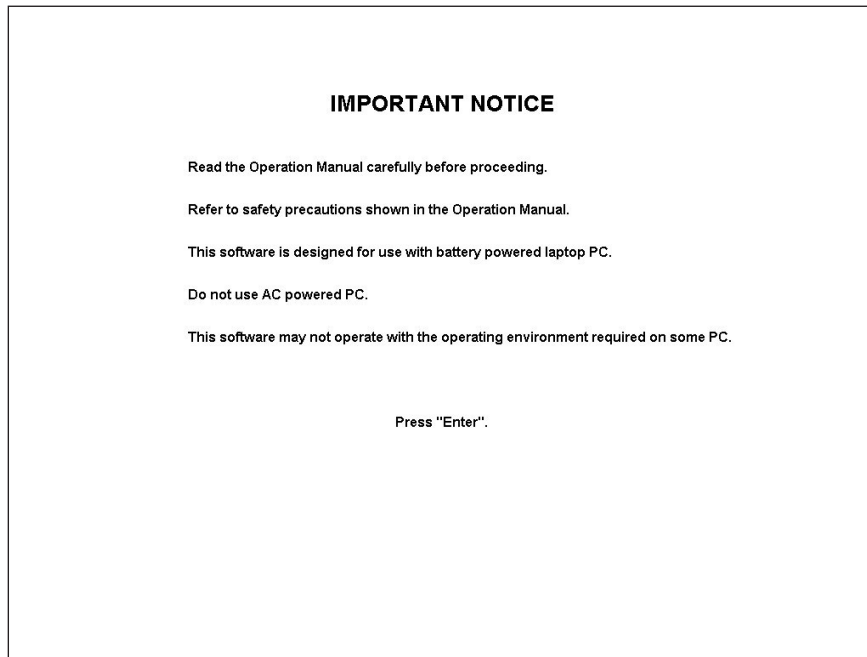 IMPORTANT NOTICE
Read the Operation Manual carefully before proceeding.
Refer to safety precautions shown in the Operation Manual.
This software is designed for use with battery powered laptop PC.
Do not use AC powered PC.
This software may not operate with the operating environment required on some PC.
Press "Enter".